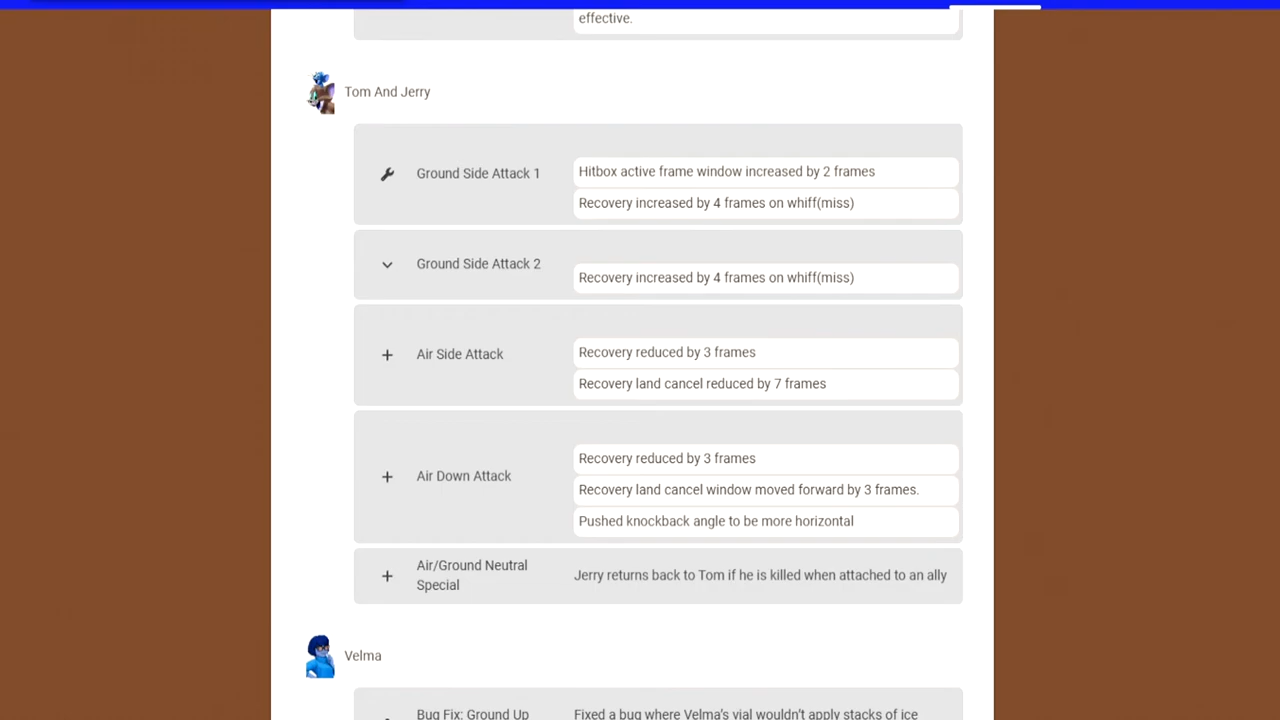 effective.
Tom And Jerry
Ground Side Attack 1
Hitbox active frame window increased by 2 frames
Recovery increased by 4 frames on whiff(miss)
Ground Side Attack 2
Recovery increased by 4 frames on whiff(miss)
Air Side Attack
Recovery reduced by 3 frames
Recovery land cancel reduced by 7 frames
Air Down Attack
Recovery reduced by 3 frames
Recovery land cancel window moved forward by 3 frames.
Pushed knockback angle to be more horizontal
Air/Ground Neutral
Special
Jerry returns back to Tom if he is killed when attached to an ally
Velma
Bug Fix: Ground Up
Fixed a bug where Velma's vial wouldn't apply stacks of ice